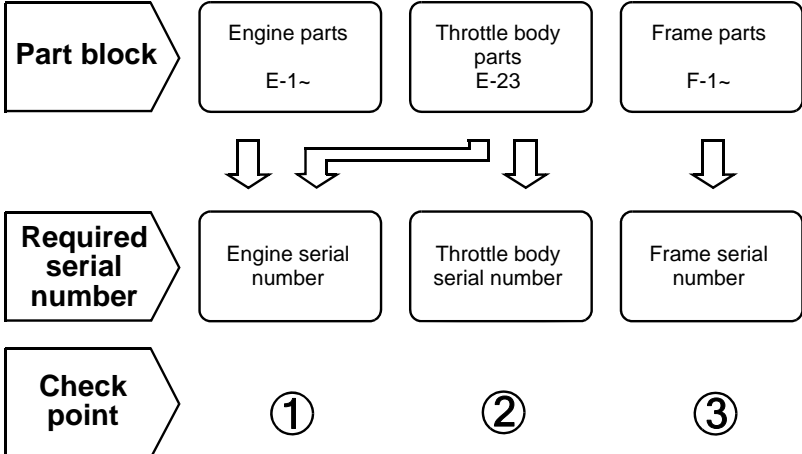 Part block
Engine parts
E-1~
Throttle body
parts
E-23
Frame parts
F-1~
Required
serial
number
Engine serial
number
Throttle body
serial number
Frame serial
number
Check
point
①
②
③